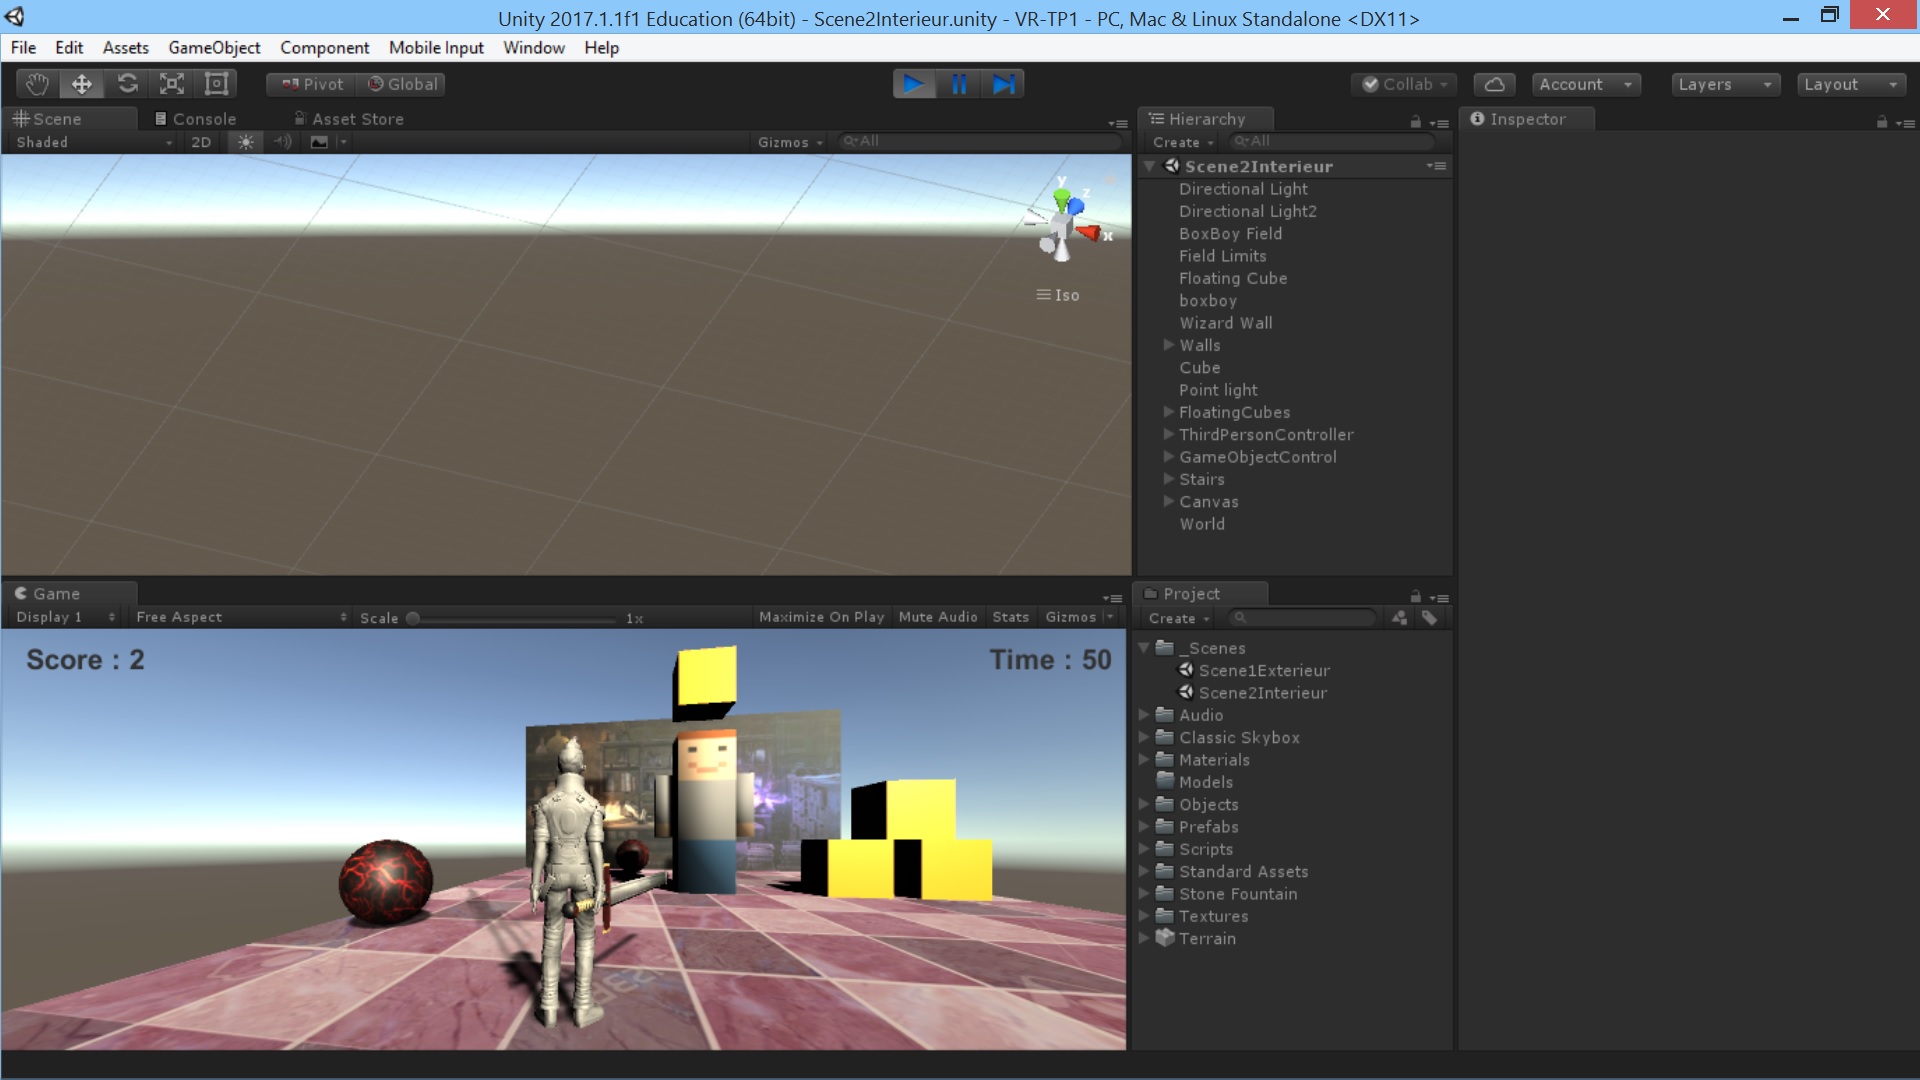 Unity 2017.1.1f1 Education (64bit) - Scene2Interieur.unity - VR-TP1 - PC, Mac & Linux Standalone <DX11>
File Edit Assets GameObject Component Mobile Input Window Help
Pivot Global Collab Account Layers Layout
Scene Console Asset Store
Shaded 2D Gizmos All
y
z
x
Iso
Hierarchy
Create All
Scene2Interieur
Directional Light
Directional Light2
BoxBoy Field
Field Limits
Floating Cube
boxboy
Wizard Wall
Walls
Cube
Point light
FloatingCubes
ThirdPersonController
GameObjectControl
Stairs
Canvas
World
Inspector
Game
Display 1 Free Aspect Scale 1x Maximize On Play Mute Audio Stats Gizmos
Score : 2
Time : 50
Project
Create
_Scenes
Scene1Exterieur
Scene2Interieur
Audio
Classic Skybox
Materials
Models
Objects
Prefabs
Scripts
Standard Assets
Stone Fountain
Textures
Terrain